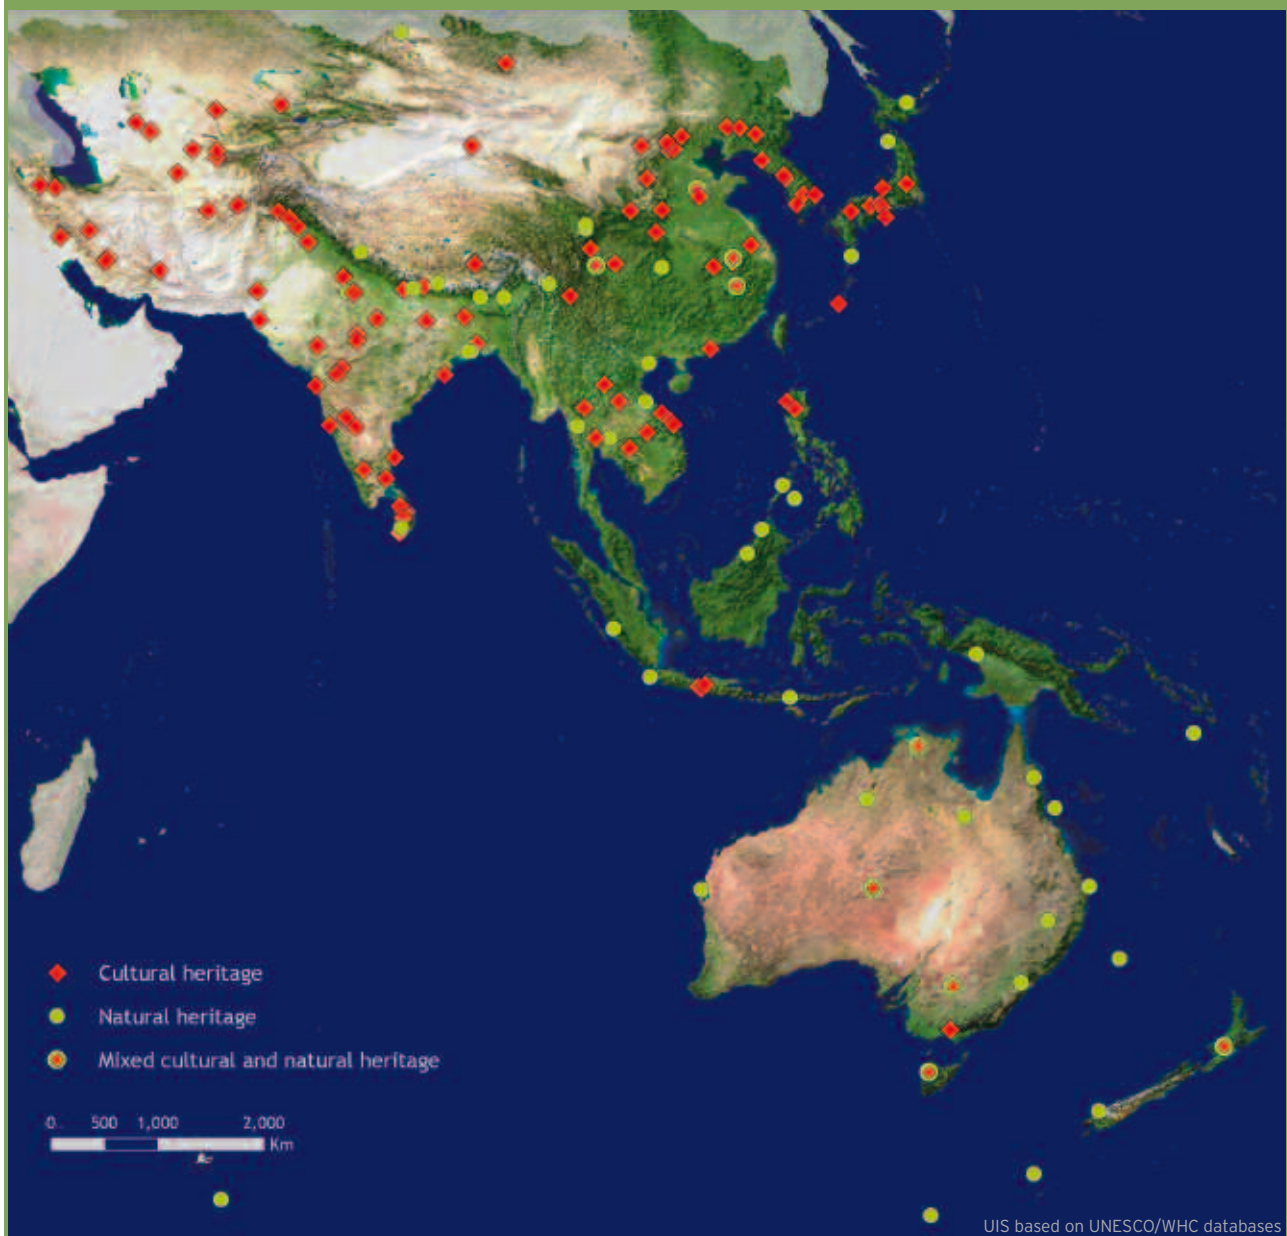 Cultural heritage
Natural heritage
Mixed cultural and natural heritage
0 500 1,000 2,000
Km
UIS based on UNESCO/WHC databases